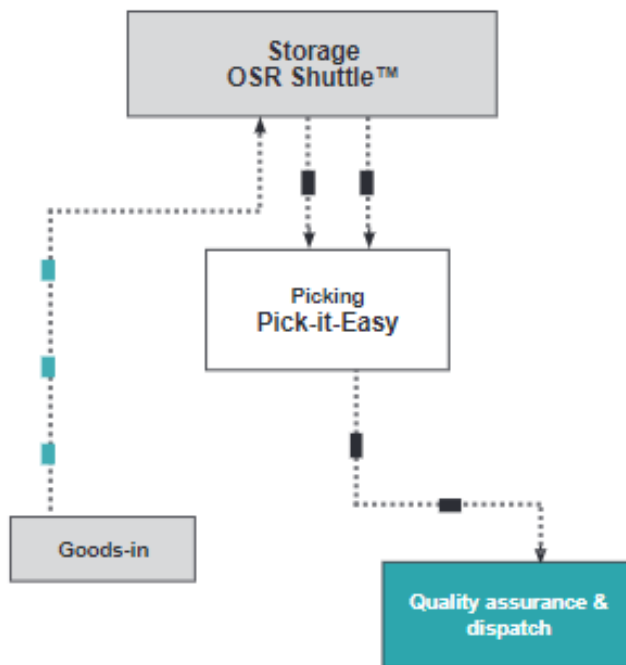 Storage
OSR Shuttle™
Picking
Pick-it-Easy
Goods-in
Quality assurance &
dispatch